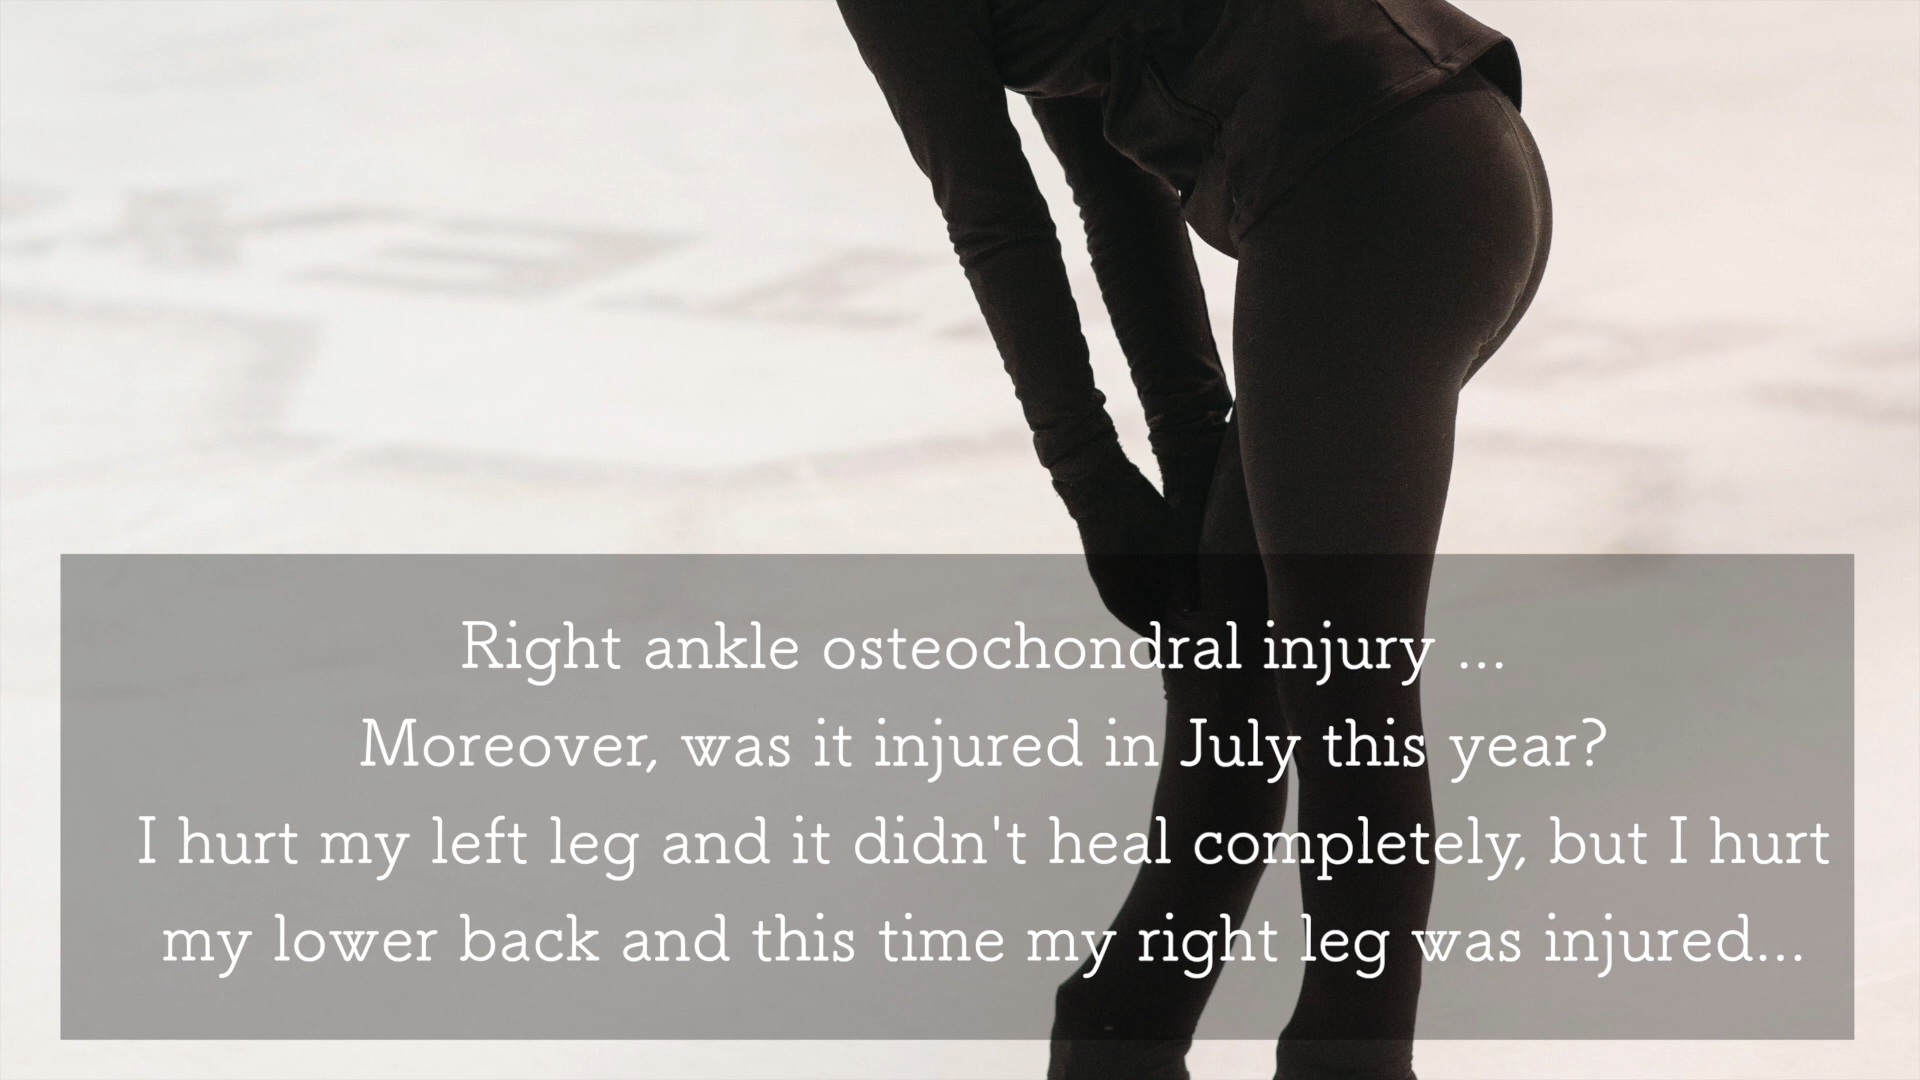 Right ankle osteochondral injury ...
Moreover, was it injured in July this year?
I hurt my left leg and it didn't heal completely, but I hurt
my lower back and this time my right leg was injured...